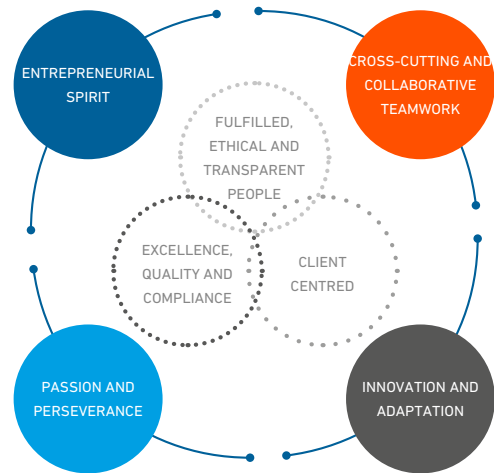 ENTREPRENEURIAL
SPIRIT
CROSS-CUTTING AND
COLLABORATIVE
TEAMWORK
FULFILLED,
ETHICAL AND
TRANSPARENT
PEOPLE
EXCELLENCE,
QUALITY AND
COMPLIANCE
CLIENT
CENTRED
PASSION AND
PERSEVERANCE
INNOVATION AND
ADAPTATION